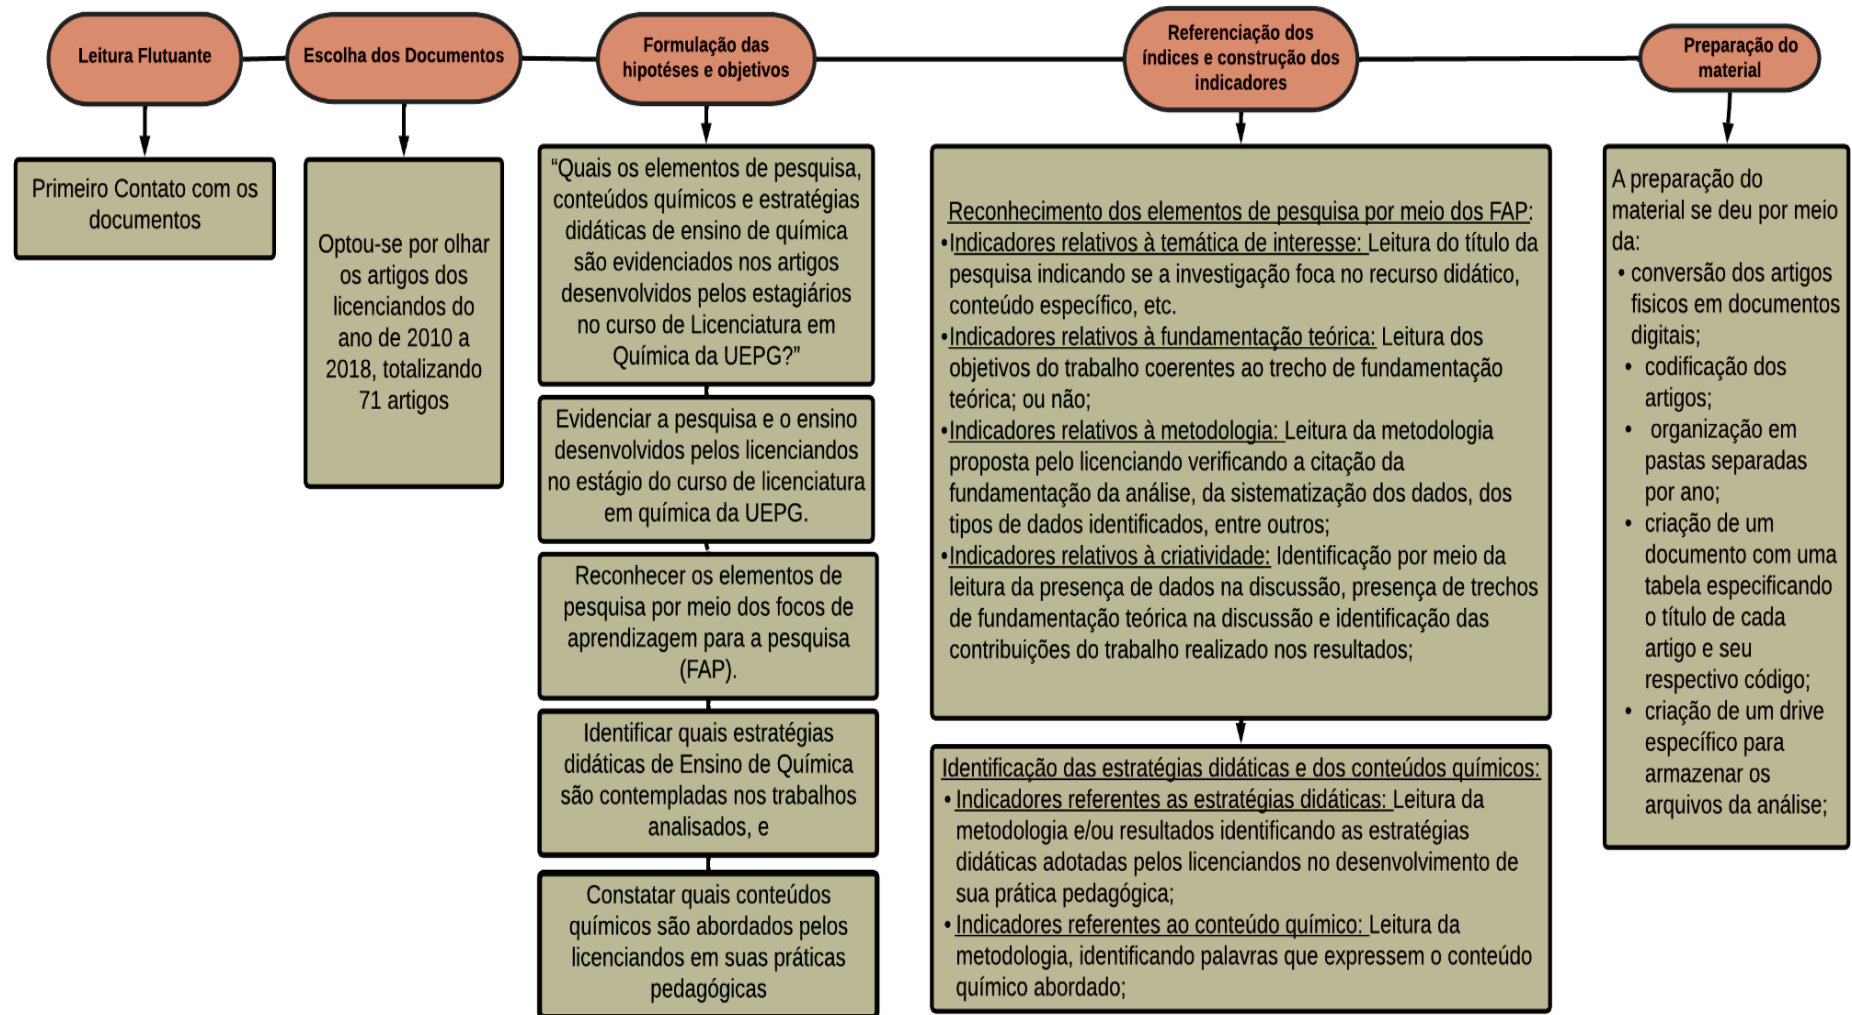 Leitura Flutuante
Escolha dos Documentos
Formulação das
hipotéses e objetivos
Referenciação dos
índices e construção dos
indicadores
Preparação do
material
Primeiro Contato com os
documentos
Optou-se por olhar
os artigos dos
licenciandos do
ano de 2010 a
2018, totalizando
71 artigos
“Quais os elementos de pesquisa,
conteúdos químicos e estratégias
didáticas de ensino de química
são evidenciados nos artigos
desenvolvidos pelos estagiários
no curso de Licenciatura em
Química da UEPG?”
Evidenciar a pesquisa e o ensino
desenvolvidos pelos licenciandos
no estágio do curso de licenciatura
em química da UEPG.
Reconhecer os elementos de
pesquisa por meio dos focos de
aprendizagem para a pesquisa
(FAP).
Identificar quais estratégias
didáticas de Ensino de Química
são contempladas nos trabalhos
analisados, e
Constatar quais conteúdos
químicos são abordados pelos
licenciandos em suas práticas
pedagógicas
Reconhecimento dos elementos de pesquisa por meio dos FAP:
•Indicadores relativos à temática de interesse: Leitura do título da
pesquisa indicando se a investigação foca no recurso didático,
conteúdo específico, etc.
•Indicadores relativos à fundamentação teórica: Leitura dos
objetivos do trabalho coerentes ao trecho de fundamentação
teórica; ou não;
•Indicadores relativos à metodologia: Leitura da metodologia
proposta pelo licenciando verificando a citação da
fundamentação da análise, da sistematização dos dados, dos
tipos de dados identificados, entre outros;
•Indicadores relativos à criatividade: Identificação por meio da
leitura da presença de dados na discussão, presença de trechos
de fundamentação teórica na discussão e identificação das
contribuições do trabalho realizado nos resultados;
Identificação das estratégias didáticas e dos conteúdos químicos:
• Indicadores referentes as estratégias didáticas: Leitura da
metodologia e/ou resultados identificando as estratégias
didáticas adotadas pelos licenciandos no desenvolvimento de
sua prática pedagógica;
• Indicadores referentes ao conteúdo químico: Leitura da
metodologia, identificando palavras que expressem o conteúdo
químico abordado;
A preparação do
material se deu por meio
da:
• conversão dos artigos
fisicos em documentos
digitais;
• codificação dos
artigos;
• organização em
pastas separadas
por ano;
• criação de um
documento com uma
tabela especificando
o título de cada
artigo e seu
respectivo código;
• criação de um drive
específico para
armazenar os
arquivos da análise;